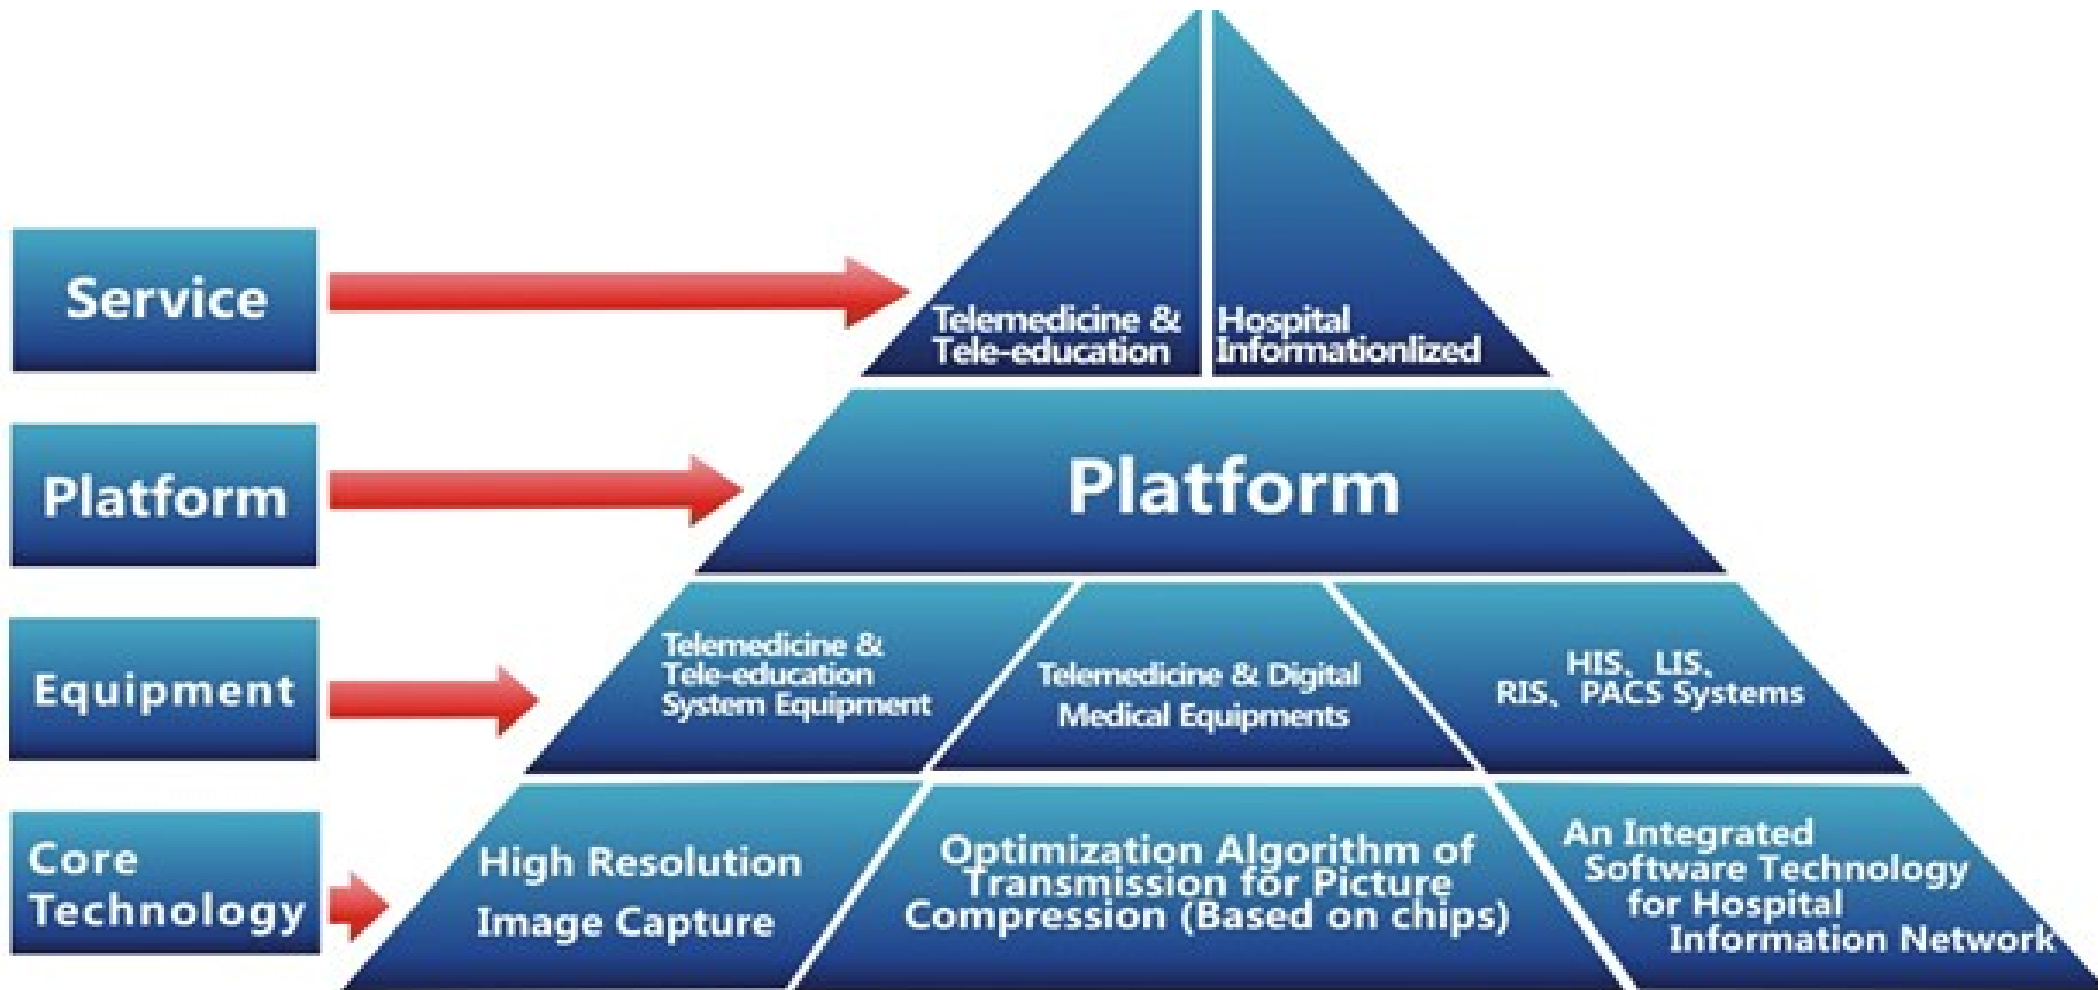 Service
Telemedicine &
Tele-education
Hospital
Informationlized
Platform
Platform
Equipment
Telemedicine &
Tele-education
System Equipment
Telemedicine & Digital
Medical Equipments
HIS、LIS、
RIS、PACS Systems
Core
Technology
High Resolution
Image Capture
Optimization Algorithm of
Transmission for Picture
Compression (Based on chips)
An Integrated
Software Technology
for Hospital
Information Network